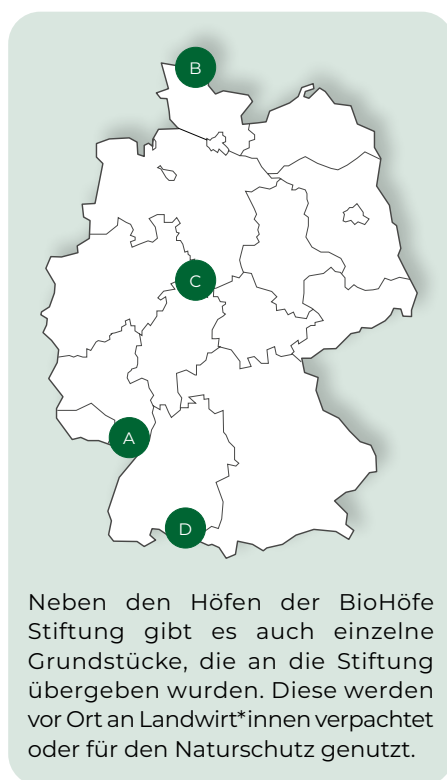 B
C
A
D
Neben den Höfen der BioHöfe
Stiftung gibt es auch einzelne
Grundstücke, die an die Stiftung
übergeben wurden. Diese werden
vor Ort an Landwirt*innen verpachtet
oder für den Naturschutz genutzt.